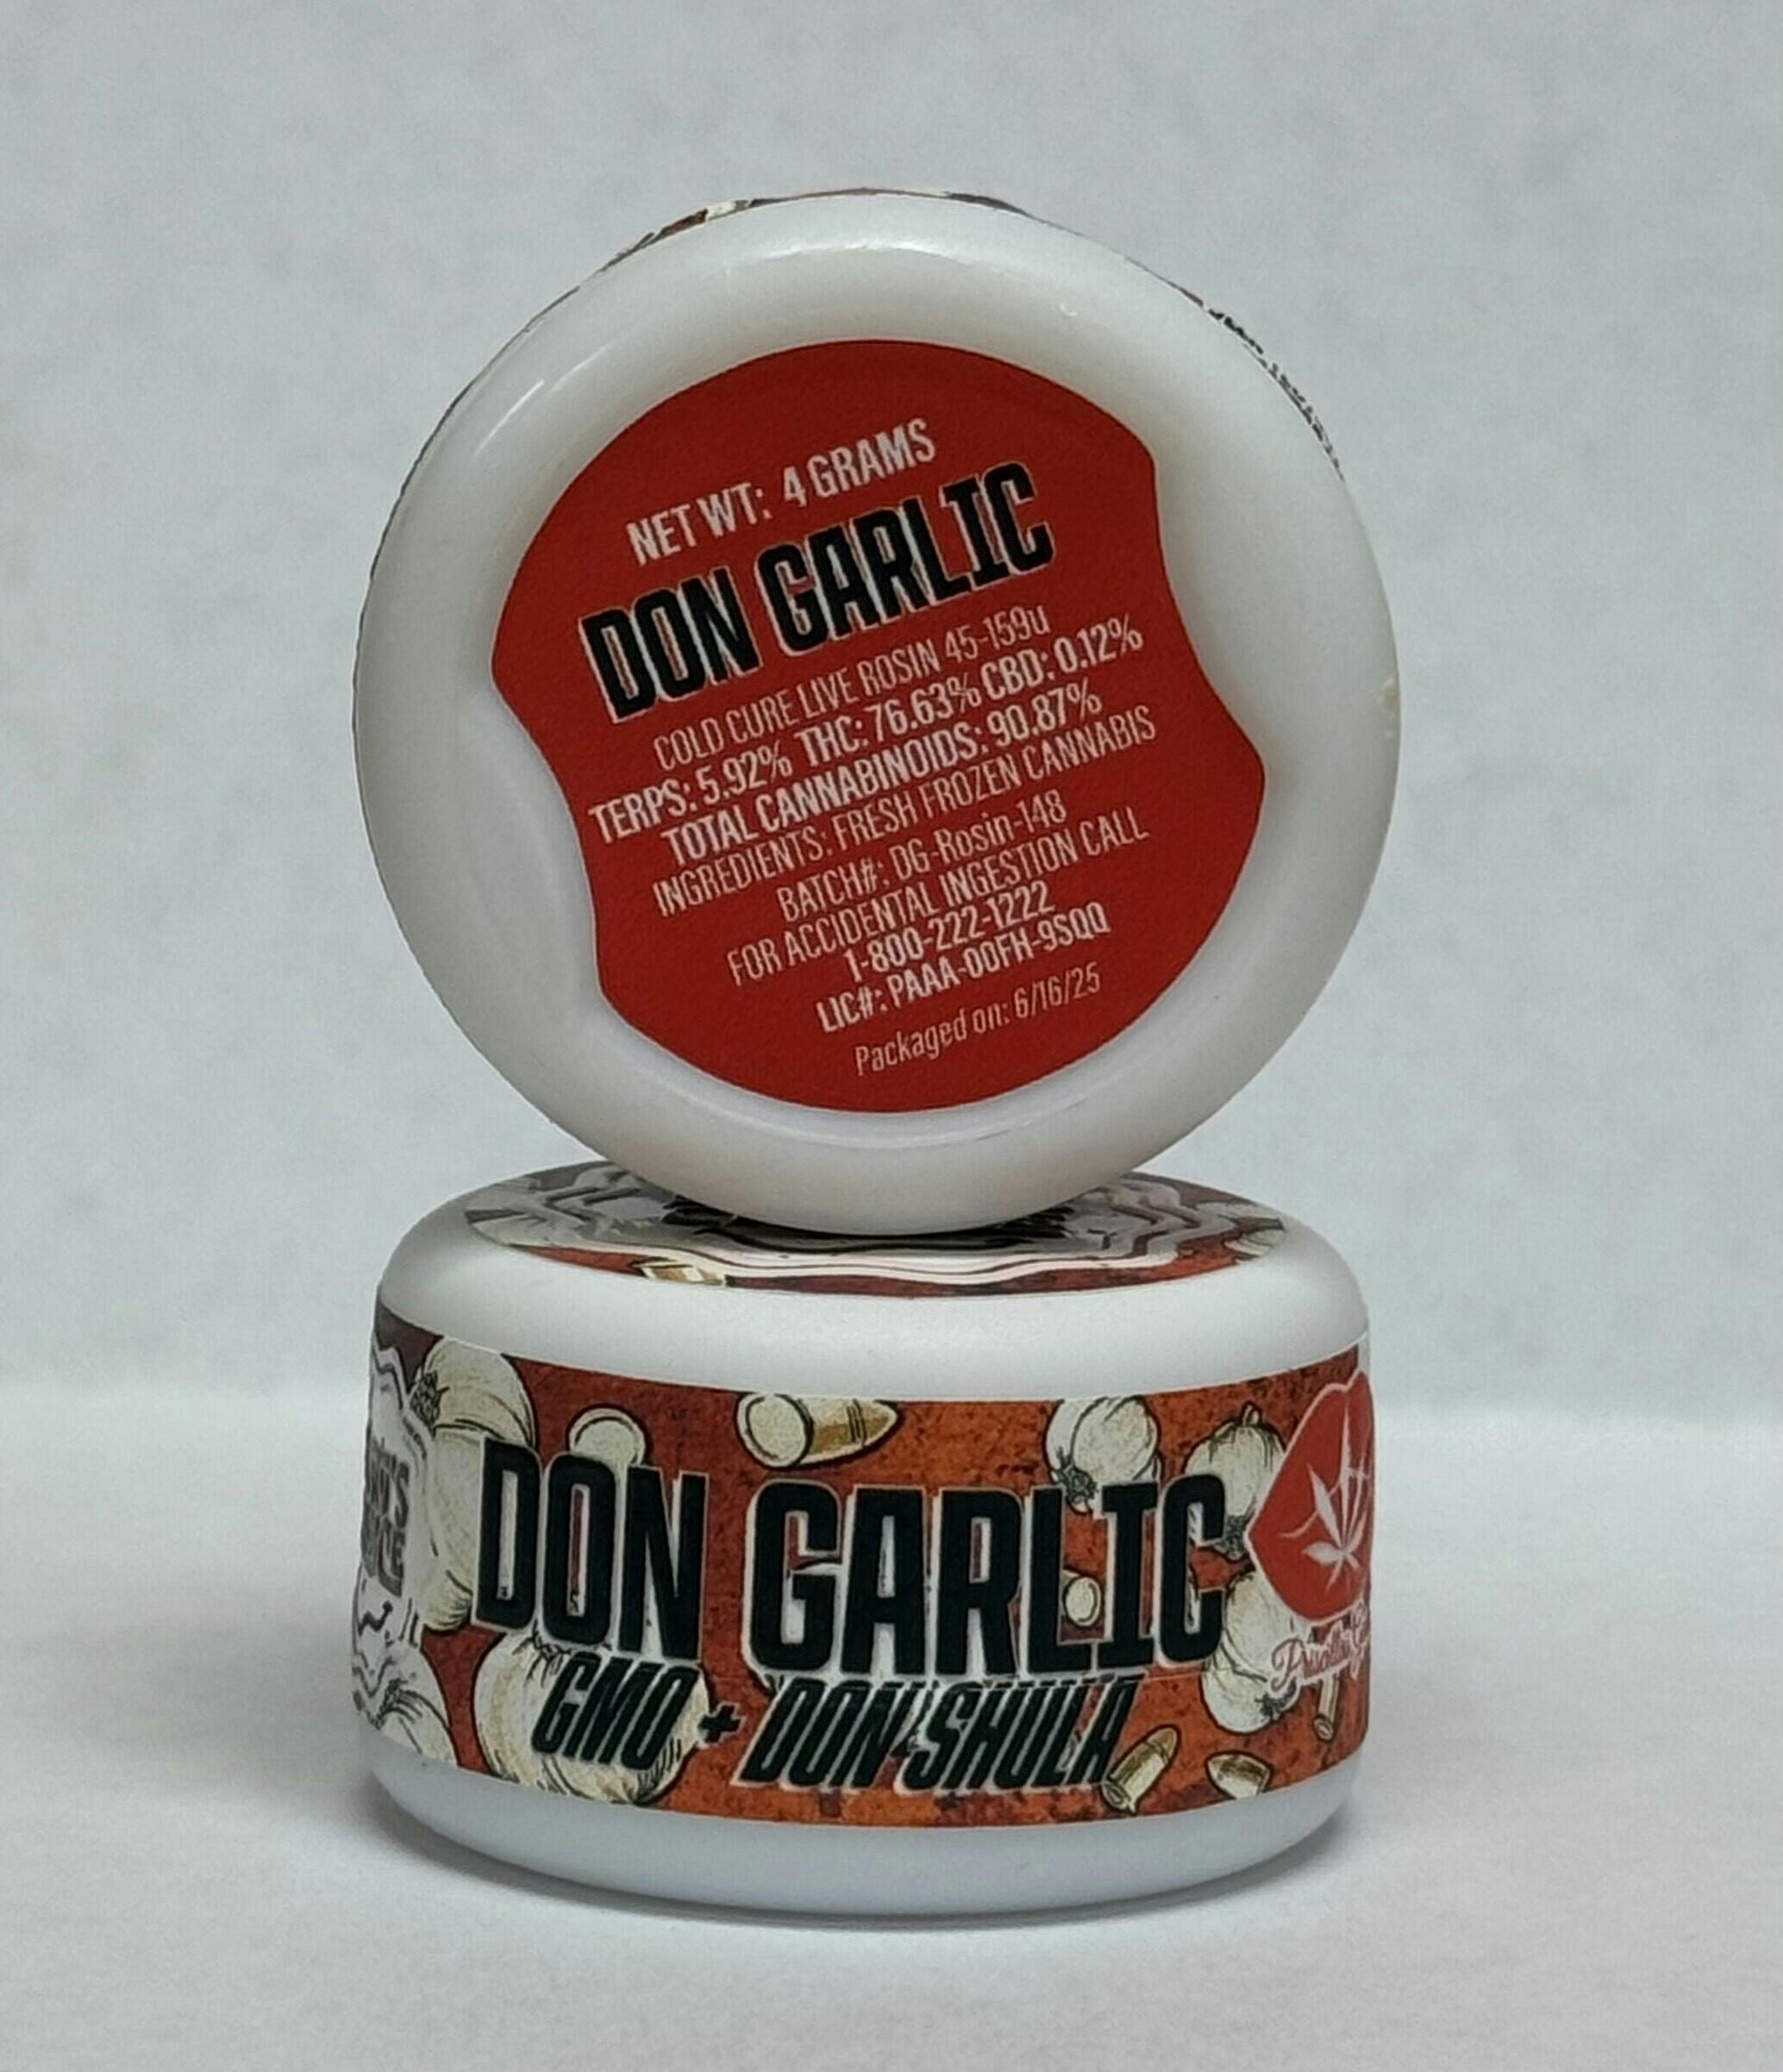 NET WT: 4 GRAMS
DON GARLIC
COLD CURE LIVE ROSIN 45-159u
TERPS: 5.92% THC: 76.63% CBD: 0.12%
TOTAL CANNABINOIDS: 90.87%
INGREDIENTS: FRESH FROZEN CANNABIS
BATCH#: DG-Rosin-148
FOR ACCIDENTAL INGESTION CALL
1-800-222-1222
LIC#: PAAA-OOFH-9SQQ
Packaged on: 6/16/25
DON GARLIC
GMO + DON SHULA